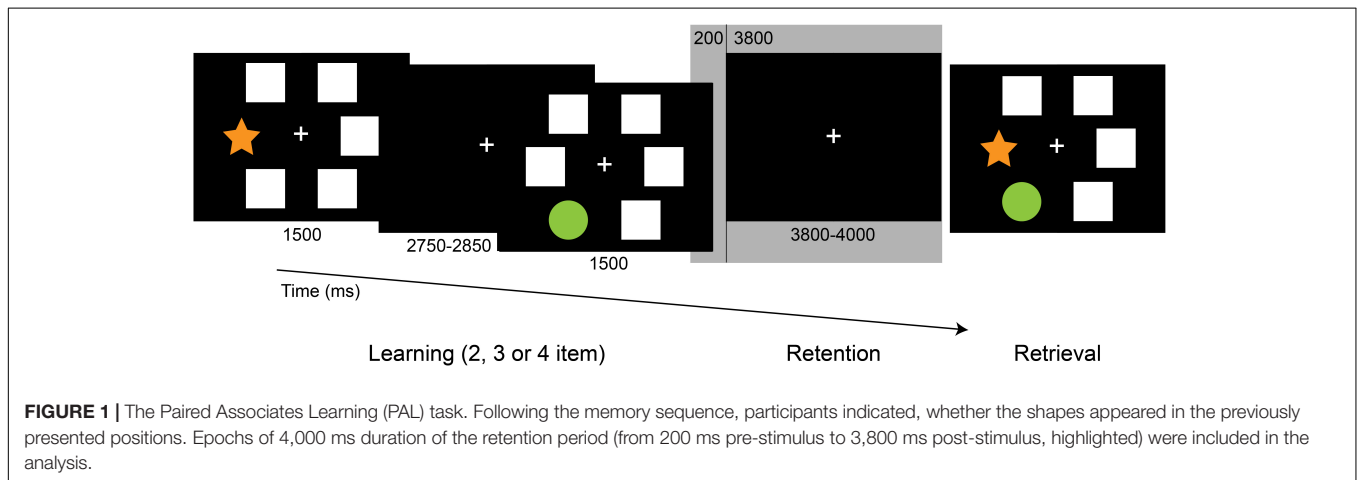 200 3800
1500
2750-2850
1500
3800-4000
Time (ms)
Learning (2, 3 or 4 item) Retention Retrieval
FIGURE 1 | The Paired Associates Learning (PAL) task. Following the memory sequence, participants indicated, whether the shapes appeared in the previously
presented positions. Epochs of 4,000 ms duration of the retention period (from 200 ms pre-stimulus to 3,800 ms post-stimulus, highlighted) were included in the
analysis.